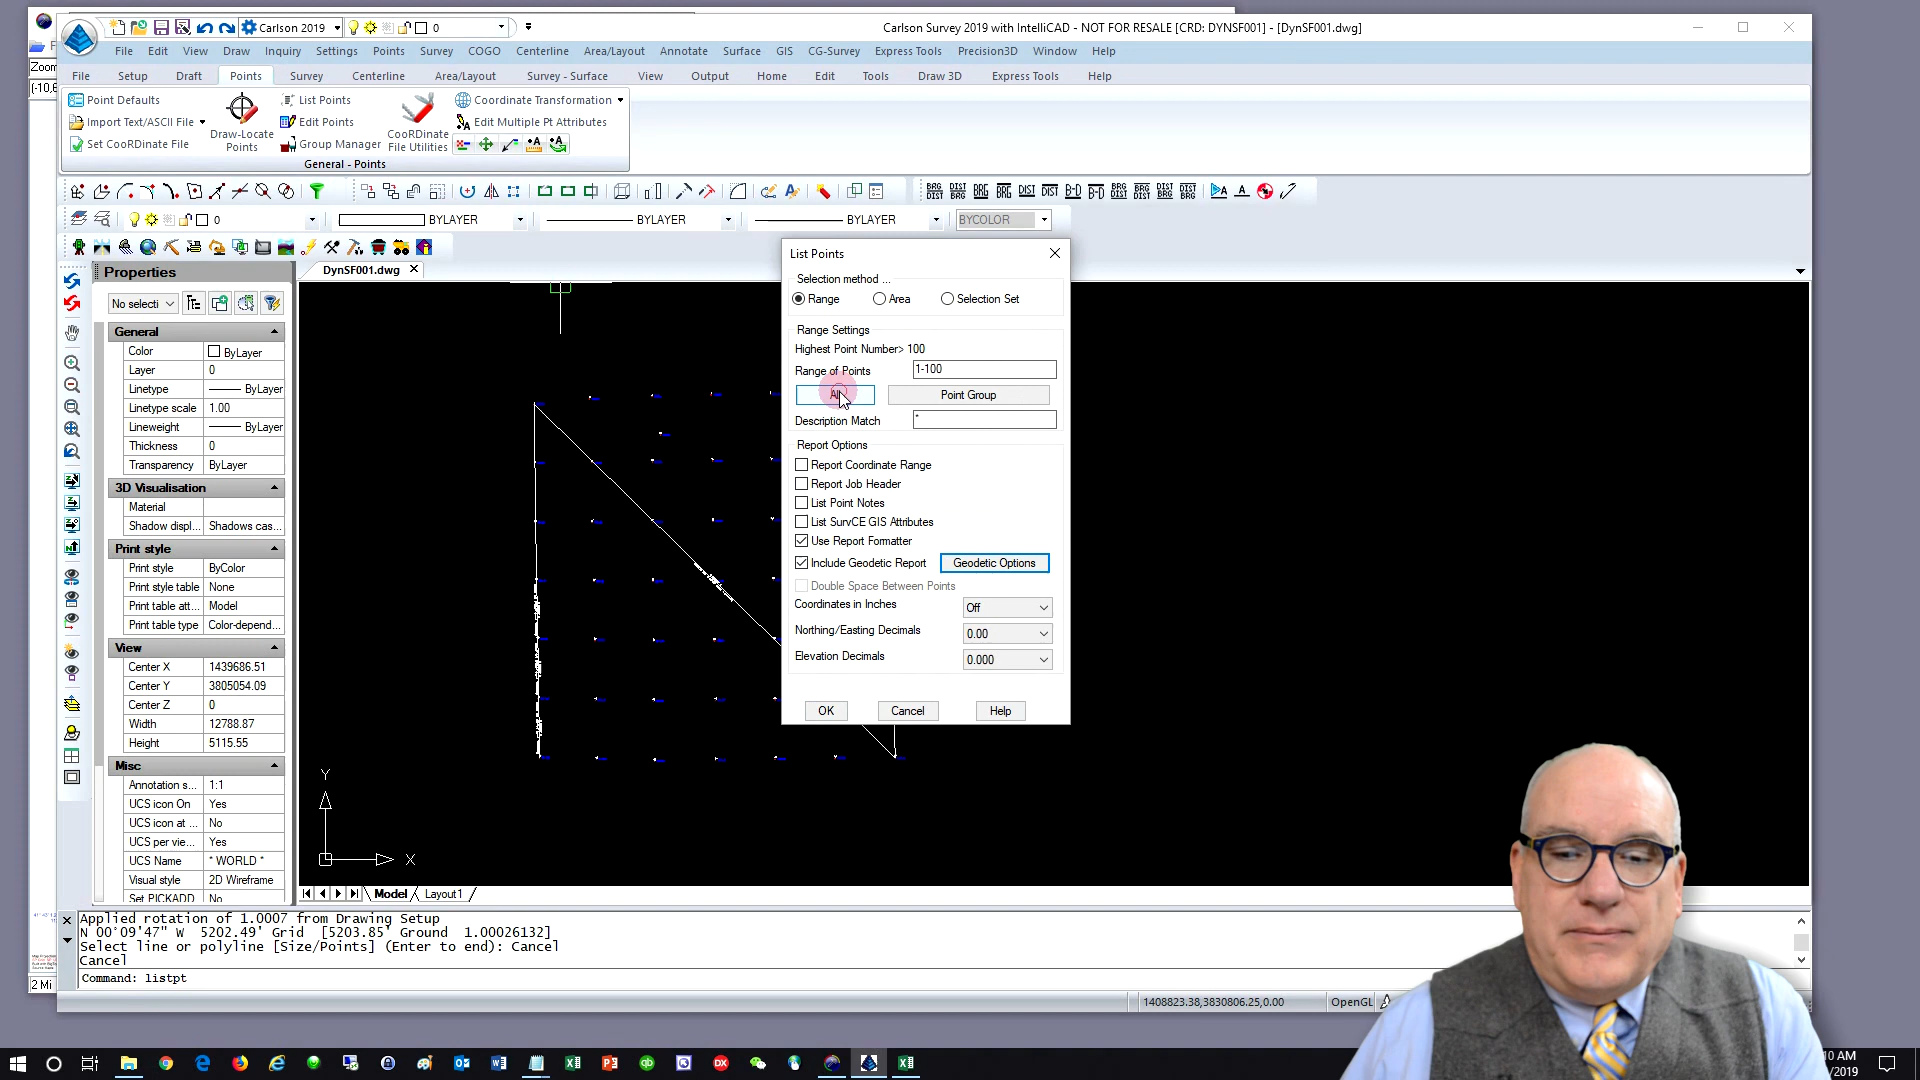 Carlson 2019
0
Carlson Survey 2019 with IntelliCAD - NOT FOR RESALE [CRD: DYNSF001] - [DynSF001.dwg]
File Edit View Draw Inquiry Settings Points Survey COGO Centerline Area/Layout Annotate Surface GIS CG-Survey Express Tools Precision3D Window Help
Zoom
File Setup Draft Points Survey Centerline Area/Layout Survey - Surface View Output Home Edit Tools Draw 3D Express Tools Help
Point Defaults
Import Text/ASCII File
Set CooRDinate File
Draw-Locate
Points
List Points
Edit Points
Group Manager
CooRDinate
File Utilities
Coordinate Transformation
Edit Multiple Pt Attributes
General - Points
0 BYLAYER BYLAYER BYLAYER BYCOLOR
Properties
DynSF001.dwg
No selecti
General
Color ByLayer
Layer 0
Linetype ByLayer
Linetype scale 1.00
Lineweight ByLayer
Thickness 0
Transparency ByLayer
3D Visualisation
Material
Shadow displ... Shadows cas...
Print style
Print style ByColor
Print style table None
Print table att... Model
Print table type Color-depend...
View
Center X 1439686.51
Center Y 3805054.09
Center Z 0
Width 12788.87
Height 5115.55
Misc
Annotation s... 1:1
UCS icon On Yes
UCS icon at ... No
UCS per vie... Yes
UCS Name * WORLD *
Visual style 2D Wireframe
Set PICKADD No
List Points
Selection method ...
Range Area Selection Set
Range Settings
Highest Point Number> 100
Range of Points 1-100
All Point Group
Description Match *
Report Options
Report Coordinate Range
Report Job Header
List Point Notes
List SurvCE GIS Attributes
Use Report Formatter
Include Geodetic Report Geodetic Options
Double Space Between Points
Coordinates in Inches Off
Northing/Easting Decimals 0.00
Elevation Decimals 0.000
OK Cancel Help
Y
X
Model Layout1
Applied rotation of 1.0007 from Drawing Setup
N 00°09'47" W 5202.49' Grid [5203.85' Ground 1.00026132]
Select line or polyline [Size/Points] (Enter to end): Cancel
Cancel
Command: listpt
2 Mi
1408823.38,3830806.25,0.00 OpenGL
10 AM
/2019